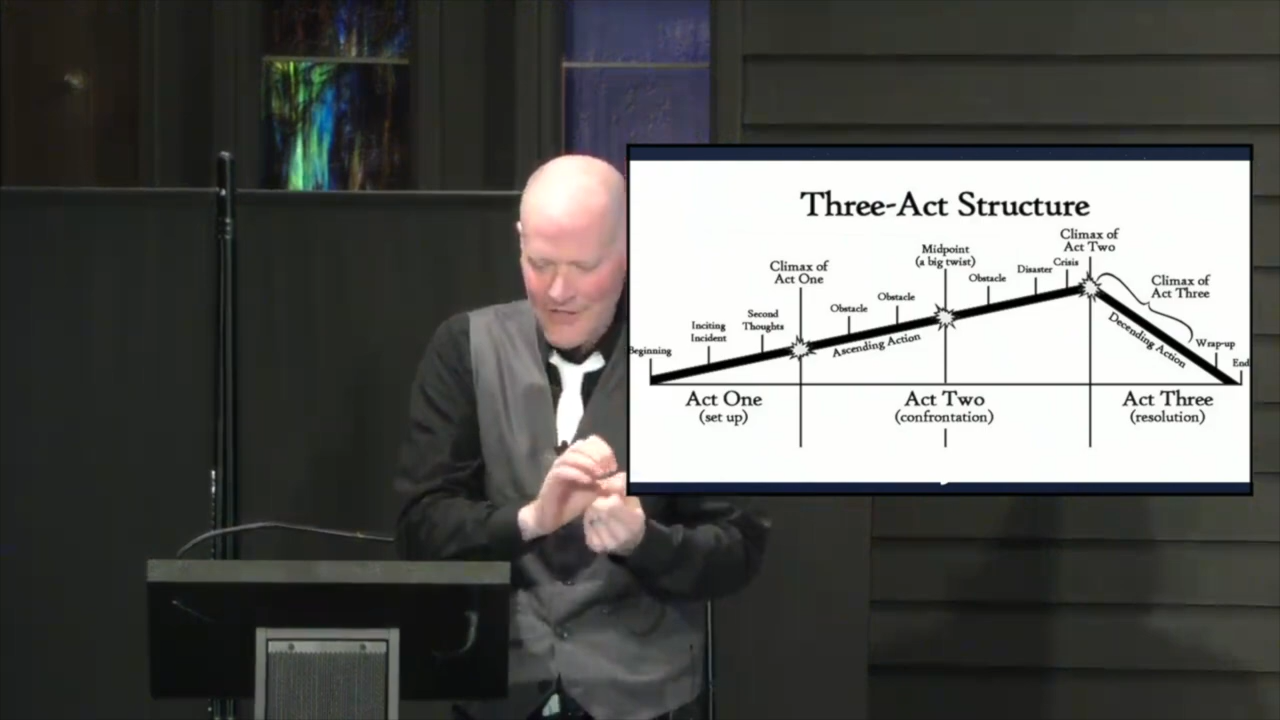 Three-Act Structure
Climax of
Act One
Midpoint
(a big twist)
Climax of
Act Two
Climax of
Act Three
Beginning
Inciting
Incident
Second
Thoughts
Obstacle
Obstacle
Obstacle
Disaster
Crisis
Wrap-up
End
Ascending Action
Decending Action
Act One
(set up)
Act Two
(confrontation)
Act Three
(resolution)